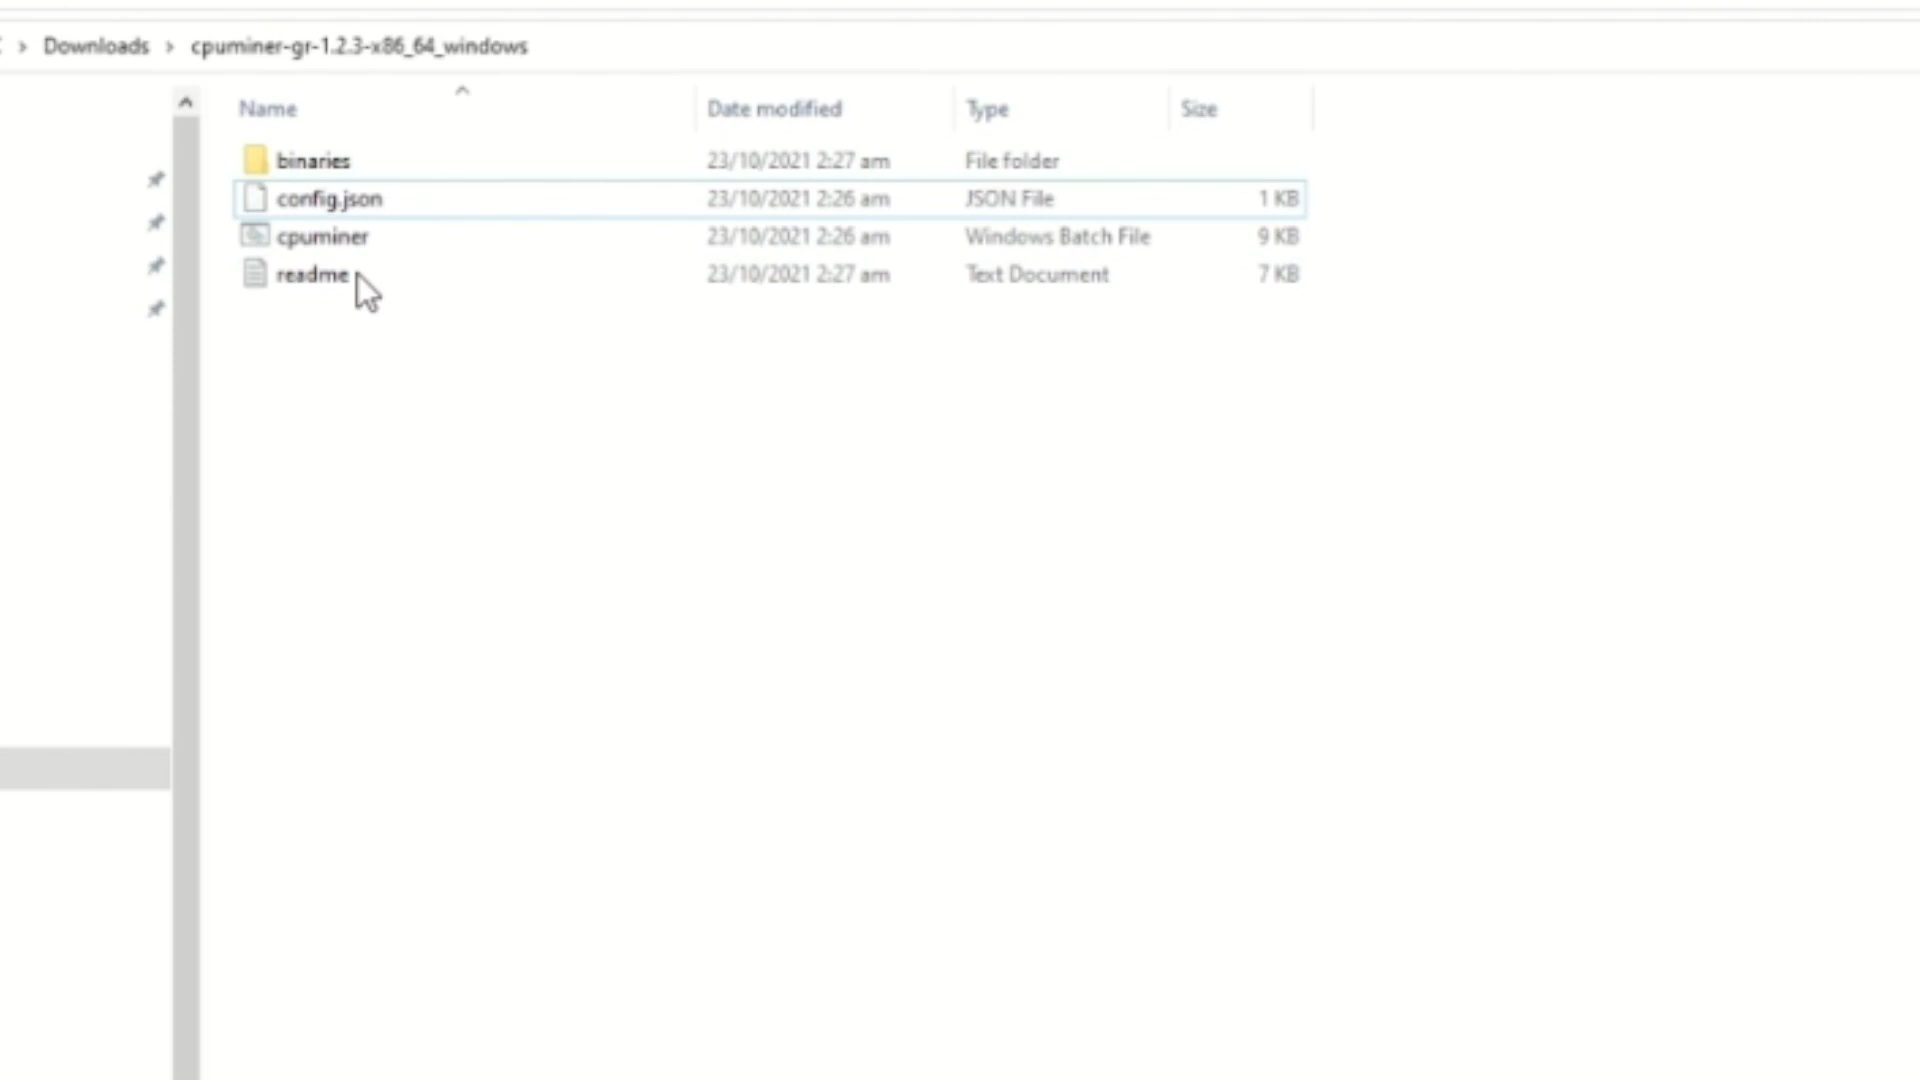 Downloads > cpuminer-gr-1.2.3-x86_64_windows
Name Date modified Type Size
binaries 23/10/2021 2:27 am File folder
config.json 23/10/2021 2:26 am JSON File 1 KB
cpuminer 23/10/2021 2:26 am Windows Batch File 9 KB
readme 23/10/2021 2:27 am Text Document 7 KB